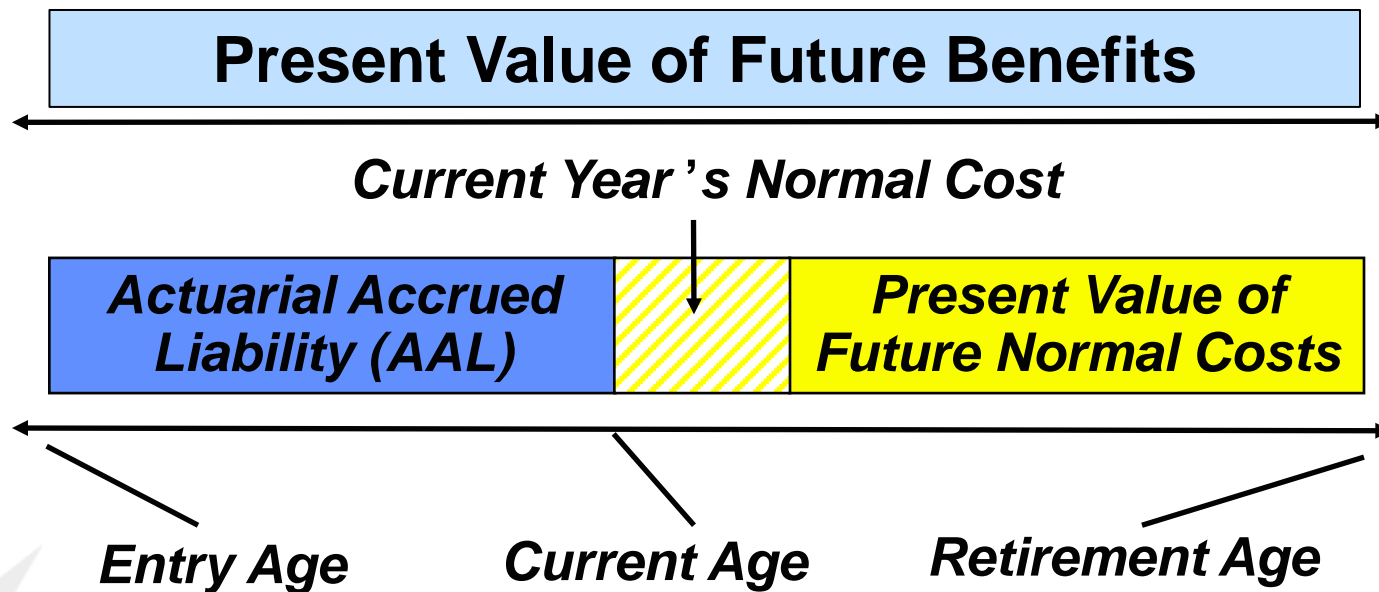 Present Value of Future Benefits
Current Year’s Normal Cost
Actuarial Accrued
Liability (AAL)
Present Value of
Future Normal Costs
Entry Age
Current Age
Retirement Age